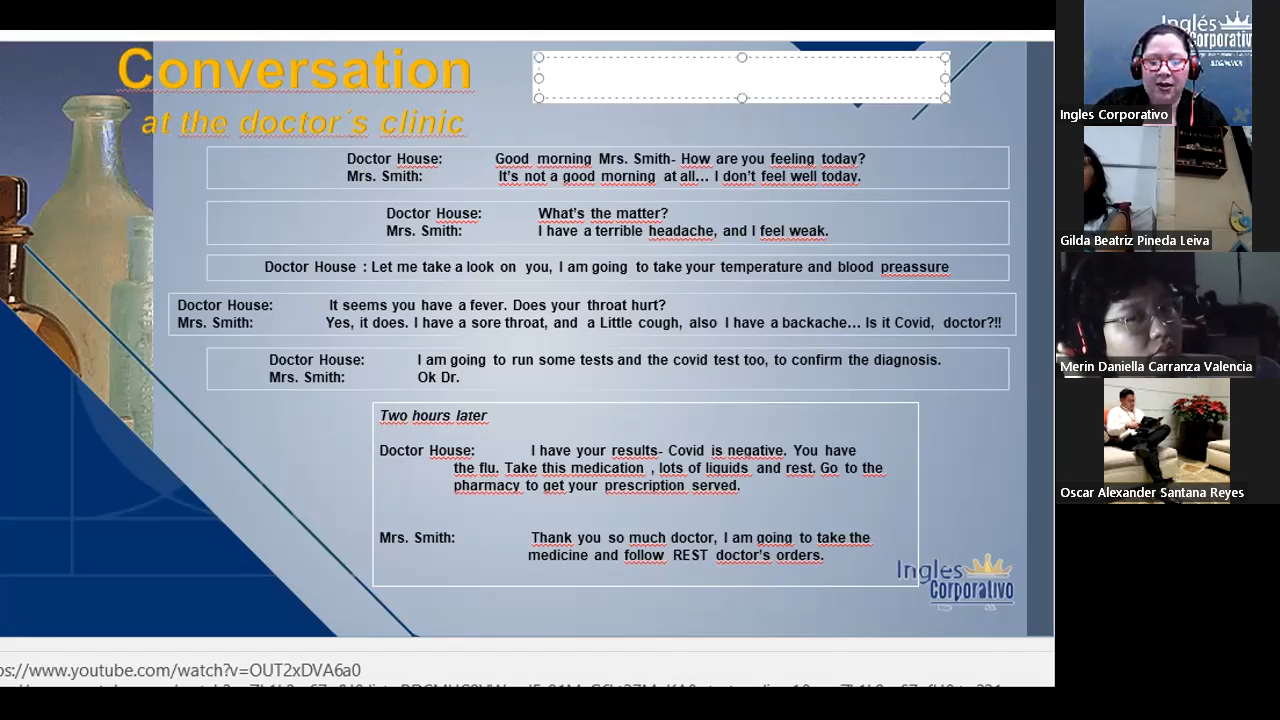 Conversation
at the doctor´s clinic
Doctor House: Good morning Mrs. Smith- How are you feeling today?
Mrs. Smith: It's not a good morning at all... I don't feel well today.
Doctor House: What's the matter?
Mrs. Smith: I have a terrible headache, and I feel weak.
Doctor House : Let me take a look on you, I am going to take your temperature and blood preassure
Doctor House: It seems you have a fever. Does your throat hurt?
Mrs. Smith: Yes, it does. I have a sore throat, and a Little cough, also I have a backache... Is it Covid, doctor?!!
Doctor House: I am going to run some tests and the covid test too, to confirm the diagnosis.
Mrs. Smith: Ok Dr.
Two hours later
Doctor House: I have your results- Covid is negative. You have
the flu. Take this medication , lots of liquids and rest. Go to the
pharmacy to get your prescription served.
Mrs. Smith: Thank you so much doctor, I am going to take the
medicine and follow REST doctor's orders.
Ingles
Corporativo
ps://www.youtube.com/watch?v=OUT2xDVA6a0
Inglés
Corporativo
Ingles Corporativo
Gilda Beatriz Pineda Leiva
Merin Daniella Carranza Valencia
Oscar Alexander Santana Reyes